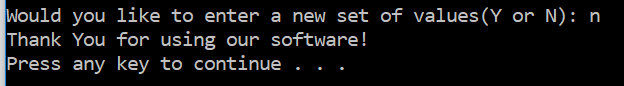 Would you like to enter a new set of values(Y or N): n
Thank You for using our software!
Press any key to continue . . .